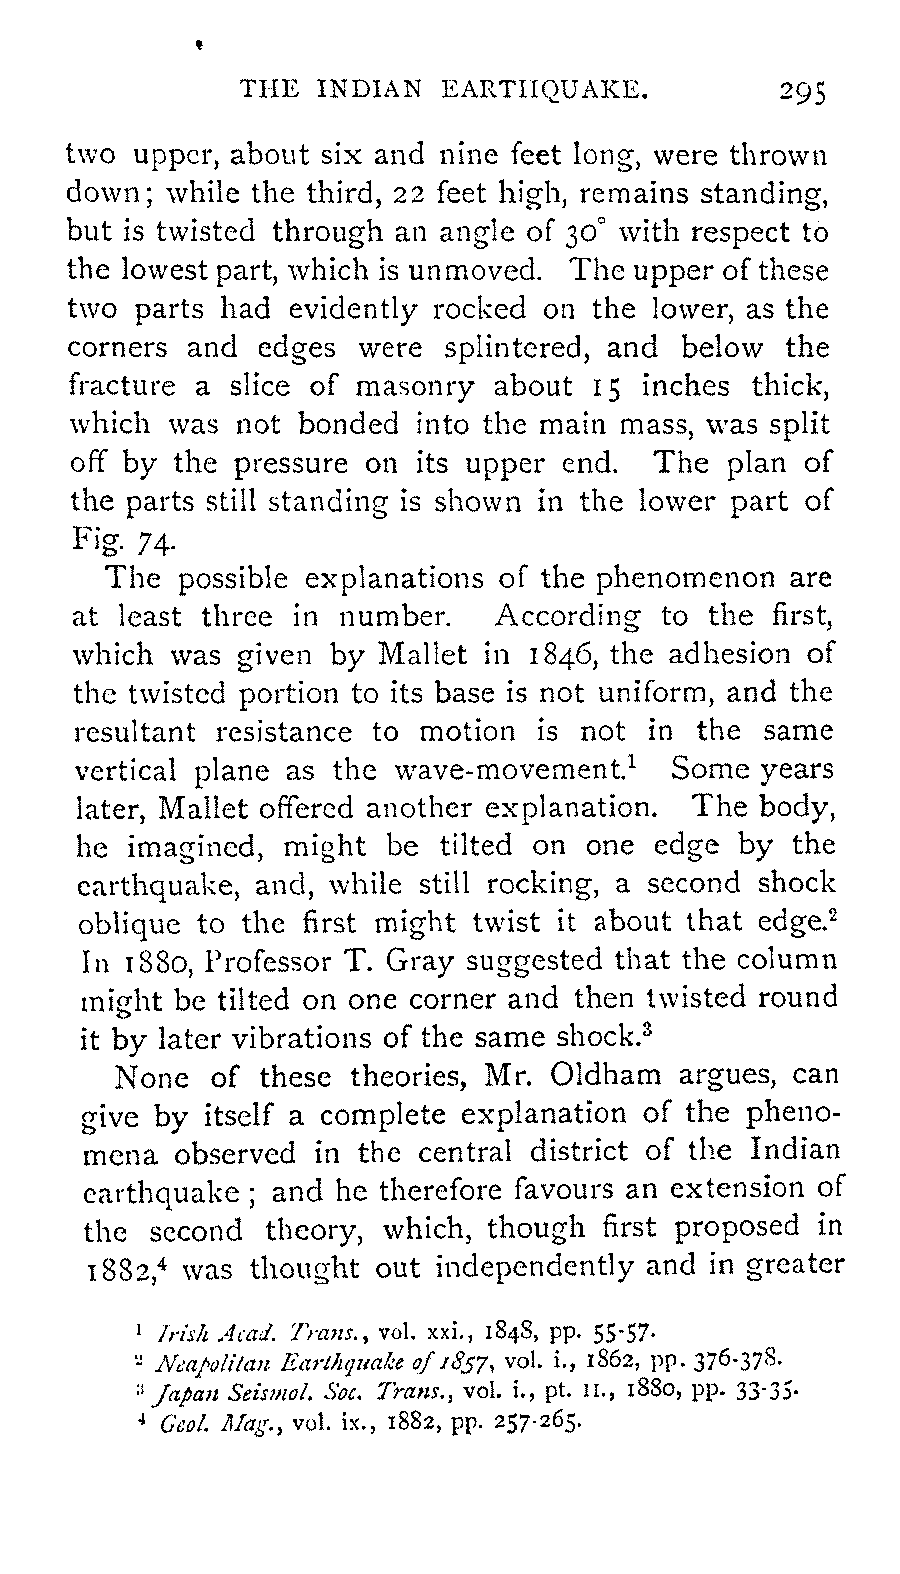 THE INDIAN EARTHQUAKE. 295
two upper, about six and nine feet long, were thrown
down; while the third, 22 feet high, remains standing,
but is twisted through an angle of 30° with respect to
the lowest part, which is unmoved. The upper of these
two parts had evidently rocked on the lower, as the
corners and edges were splintered, and below the
fracture a slice of masonry about 15 inches thick,
which was not bonded into the main mass, was split
off by the pressure on its upper end. The plan of
the parts still standing is shown in the lower part of
Fig. 74.
The possible explanations of the phenomenon are
at least three in number. According to the first,
which was given by Mallet in 1846, the adhesion of
the twisted portion to its base is not uniform, and the
resultant resistance to motion is not in the same
vertical plane as the wave-movement.¹ Some years
later, Mallet offered another explanation. The body,
he imagined, might be tilted on one edge by the
earthquake, and, while still rocking, a second shock
oblique to the first might twist it about that edge.²
In 1880, Professor T. Gray suggested that the column
might be tilted on one corner and then twisted round
it by later vibrations of the same shock.³
None of these theories, Mr. Oldham argues, can
give by itself a complete explanation of the pheno-
mena observed in the central district of the Indian
earthquake; and he therefore favours an extension of
the second theory, which, though first proposed in
1882,⁴ was thought out independently and in greater
¹ Irish Acad. Trans., vol. xxi., 1848, pp. 55-57.
² Neapolitan Earthquake of 1857, vol. i., 1862, pp. 376-378.
³ Japan Seismol. Soc. Trans., vol. i., pt. II., 1880, pp. 33-35.
⁴ Geol. Mag., vol. ix., 1882, pp. 257-265.